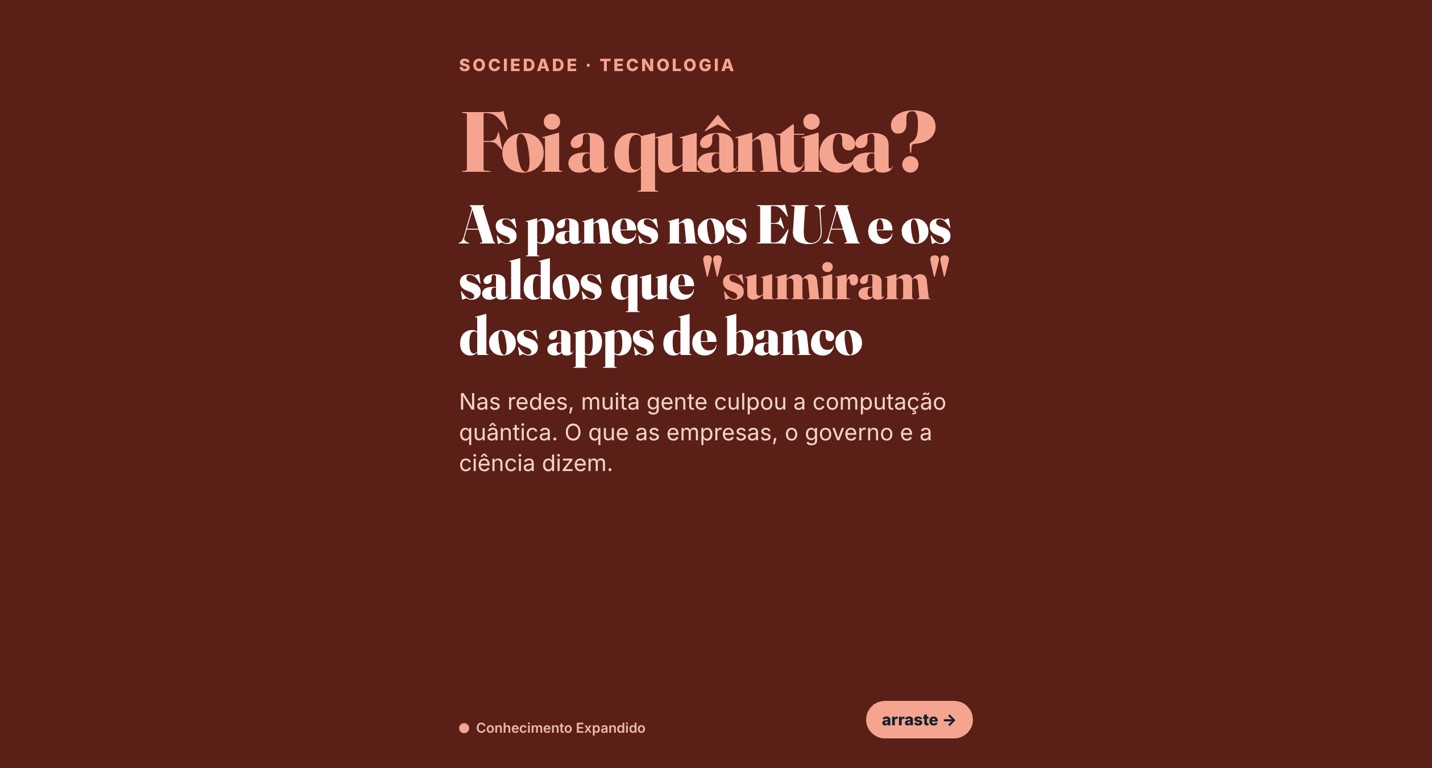 SOCIEDADE · TECNOLOGIA
Foi a quântica?
As panes nos EUA e os
saldos que "sumiram"
dos apps de banco
Nas redes, muita gente culpou a computação
quântica. O que as empresas, o governo e a
ciência dizem.
Conhecimento Expandido
arraste →